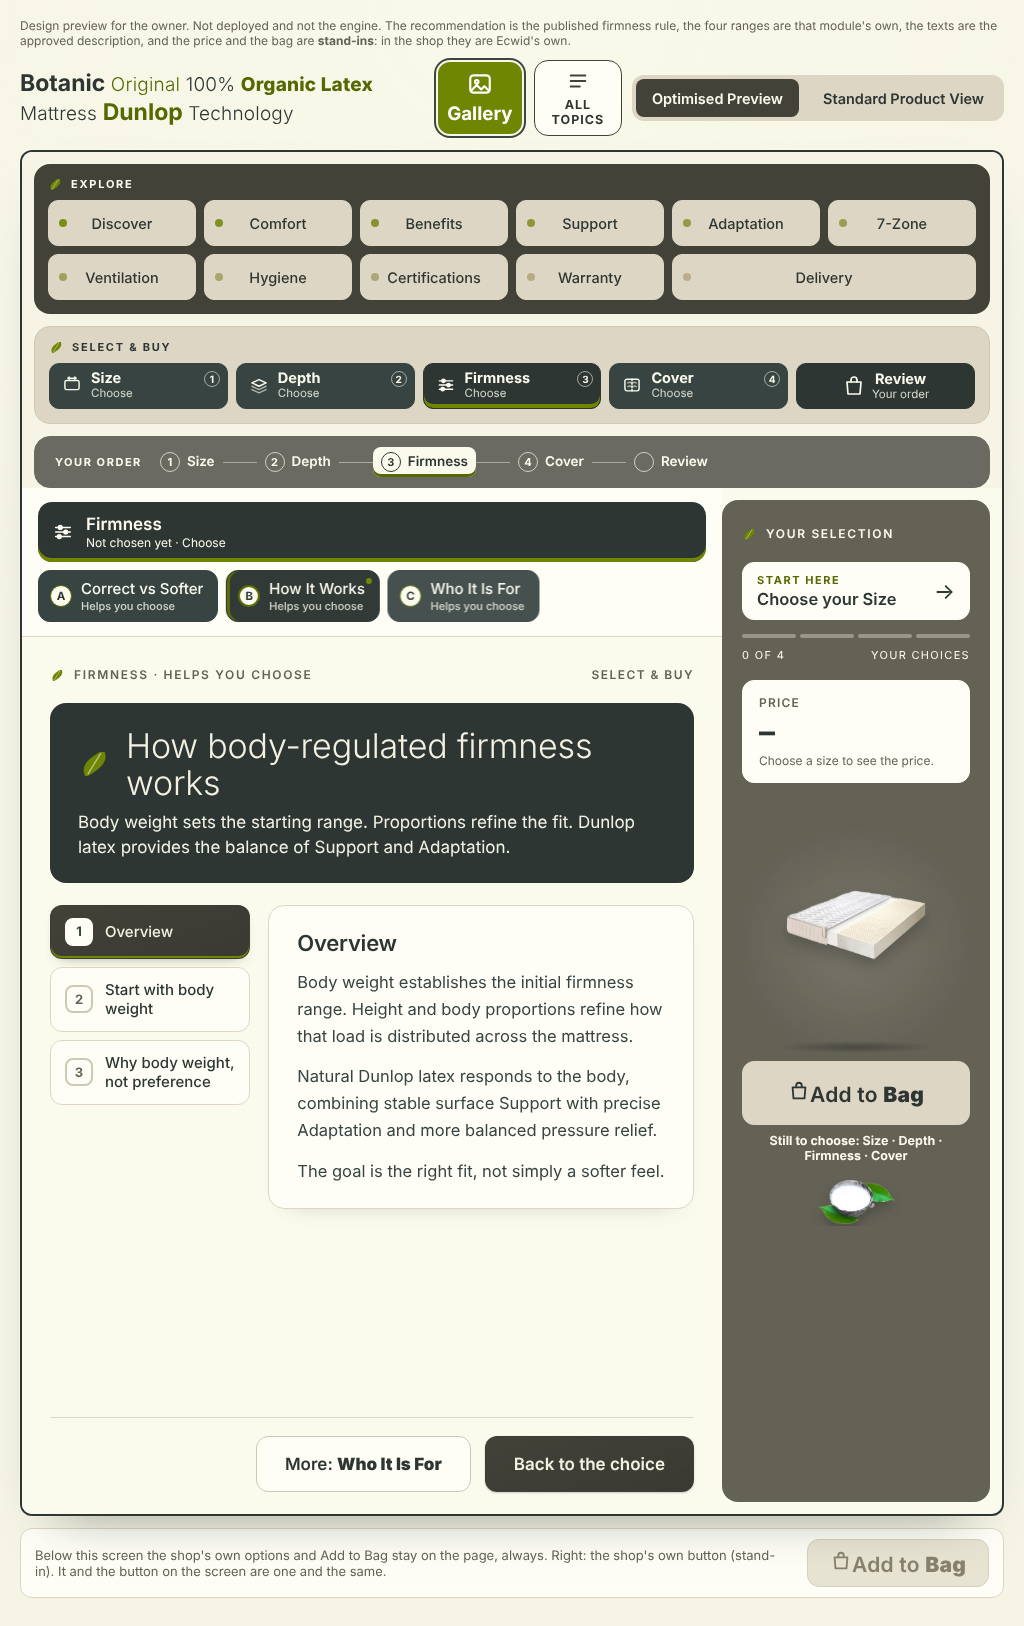 Design preview for the owner. Not deployed and not the engine. The recommendation is the published firmness rule, the four ranges are that module's own, the texts are the
approved description, and the price and the bag are stand-ins: in the shop they are Ecwid's own.
Botanic Original 100% Organic Latex
Mattress Dunlop Technology
Gallery
ALL
TOPICS
Optimised Preview
Standard Product View
EXPLORE
Discover
Comfort
Benefits
Support
Adaptation
7-Zone
Ventilation
Hygiene
Certifications
Warranty
Delivery
SELECT & BUY
Size
Choose
1
Depth
Choose
2
Firmness
Choose
3
Cover
Choose
4
Review
Your order
YOUR ORDER
1 Size
2 Depth
3 Firmness
4 Cover
Review
Firmness
Not chosen yet · Choose
A
Correct vs Softer
Helps you choose
B
How It Works
Helps you choose
C
Who It Is For
Helps you choose
FIRMNESS · HELPS YOU CHOOSE
SELECT & BUY
How body-regulated firmness
works
Body weight sets the starting range. Proportions refine the fit. Dunlop
latex provides the balance of Support and Adaptation.
1 Overview
2 Start with body
weight
3 Why body weight,
not preference
Overview
Body weight establishes the initial firmness
range. Height and body proportions refine how
that load is distributed across the mattress.
Natural Dunlop latex responds to the body,
combining stable surface Support with precise
Adaptation and more balanced pressure relief.
The goal is the right fit, not simply a softer feel.
More: Who It Is For
Back to the choice
YOUR SELECTION
START HERE
Choose your Size
0 OF 4
YOUR CHOICES
PRICE
–
Choose a size to see the price.
Add to Bag
Still to choose: Size · Depth ·
Firmness · Cover
Below this screen the shop's own options and Add to Bag stay on the page, always. Right: the shop's own button (stand-
in). It and the button on the screen are one and the same.
Add to Bag